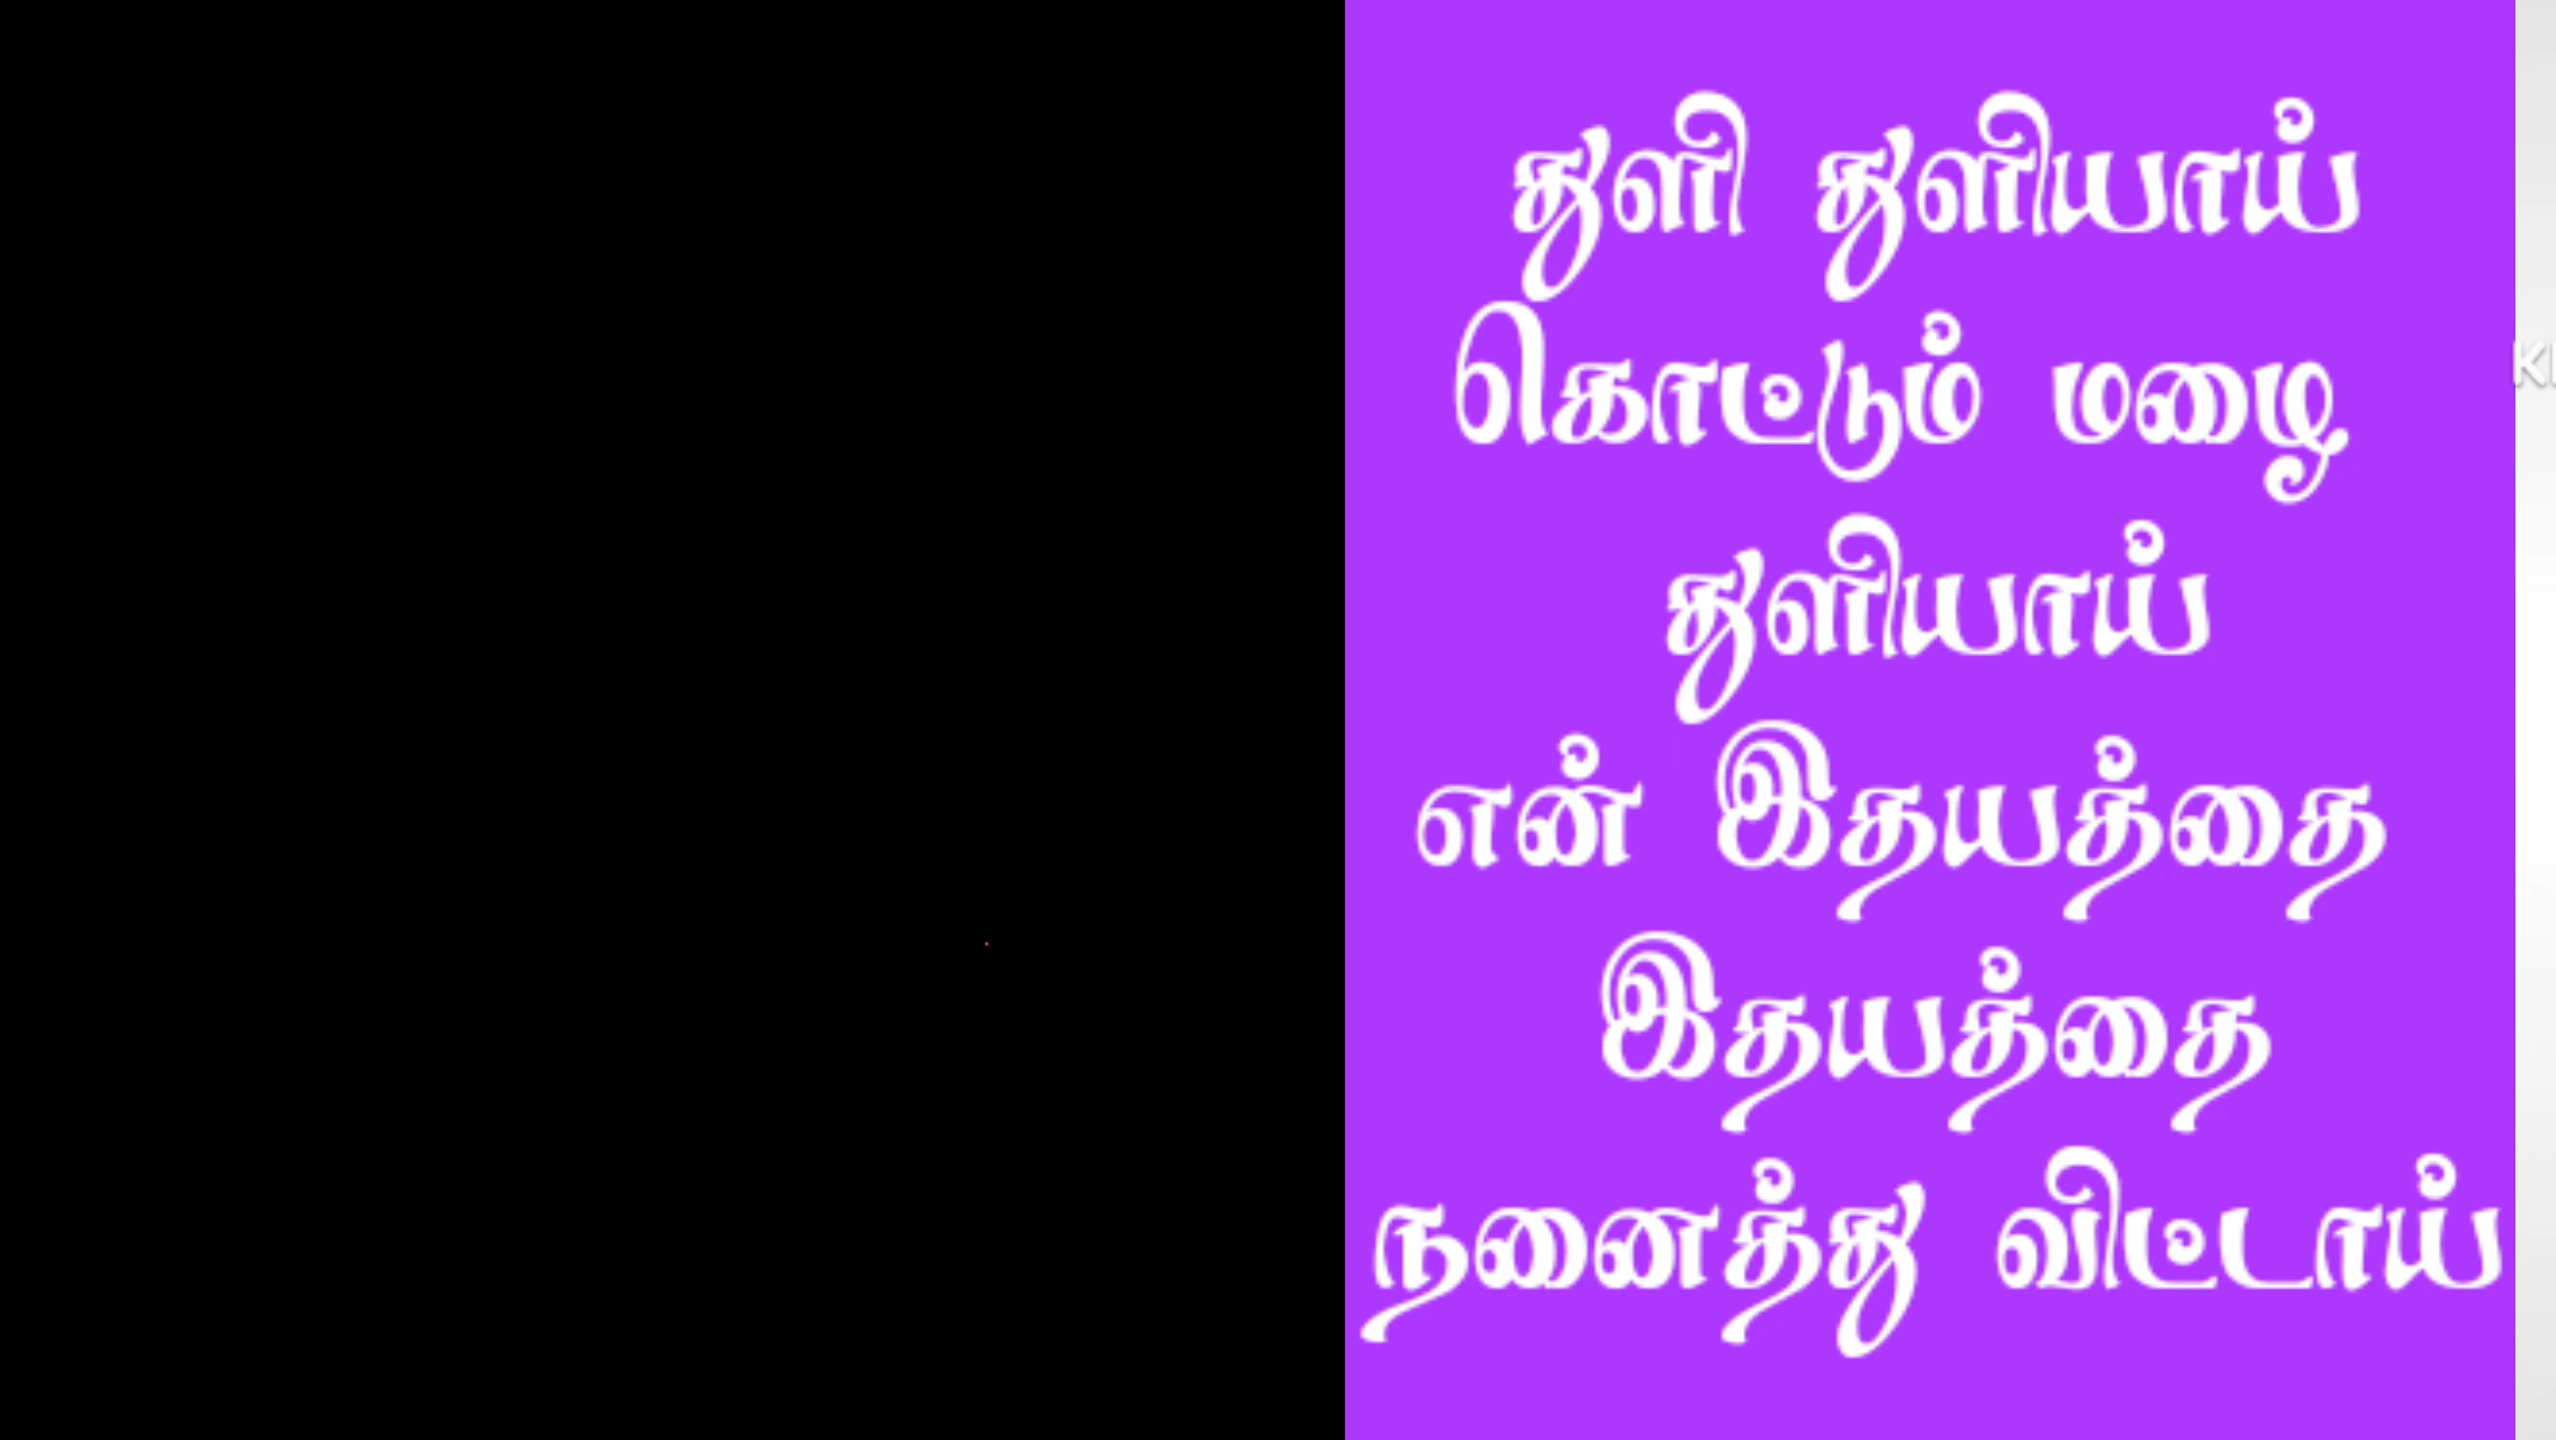 துளி துளியாய்
கொட்டும் மழை
துளியாய்
என் இதயத்தை
இதயத்தை
நனைத்து விட்டாய்